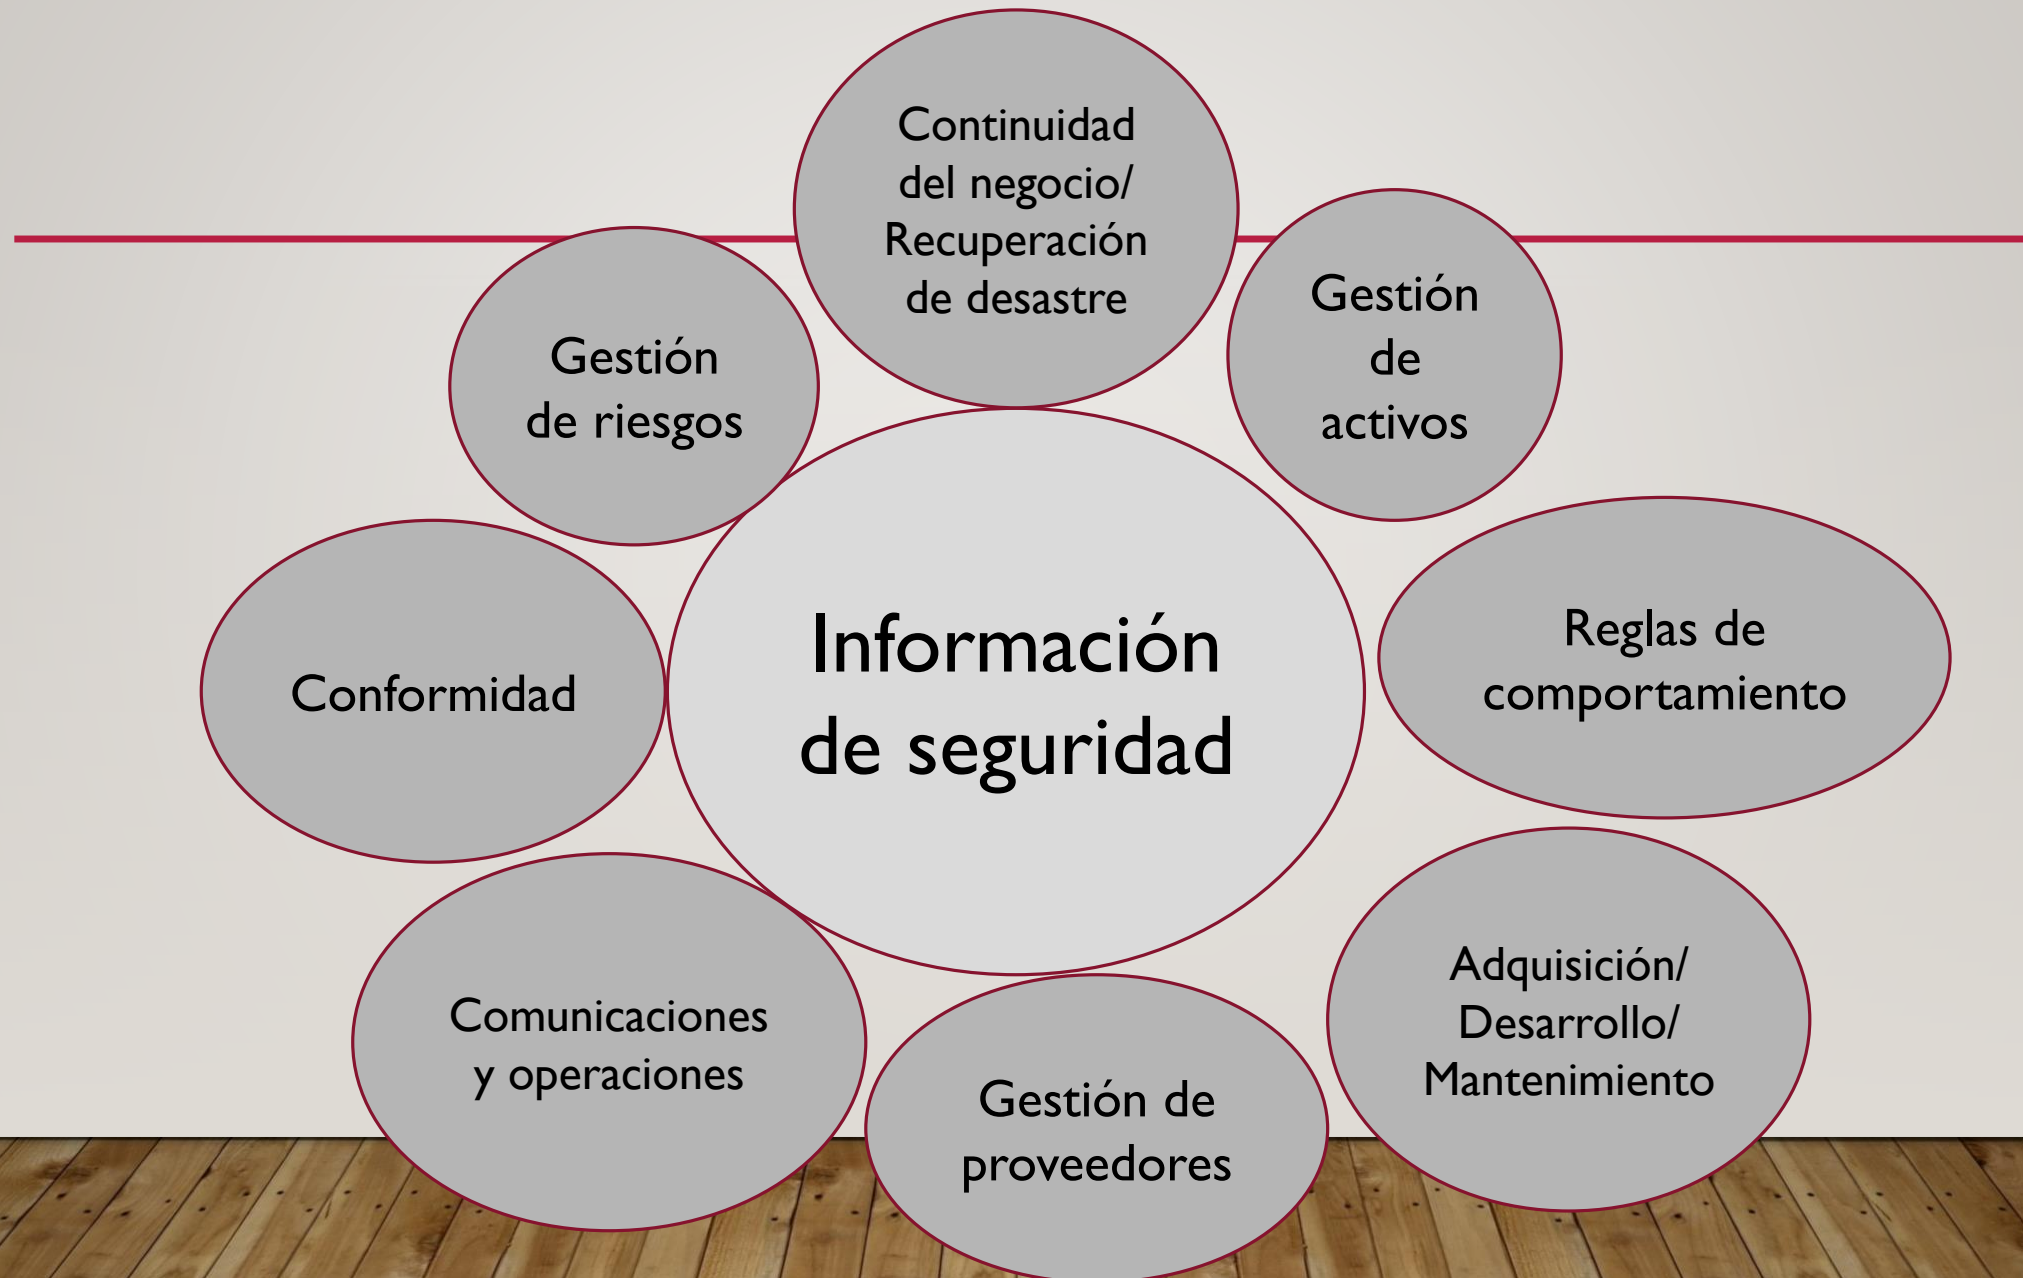 Continuidad
del negocio/
Recuperación
de desastre
Gestión
de
activos
Gestión
de riesgos
Reglas de
comportamiento
Información
de seguridad
Conformidad
Adquisición/
Desarrollo/
Mantenimiento
Comunicaciones
y operaciones
Gestión de
proveedores